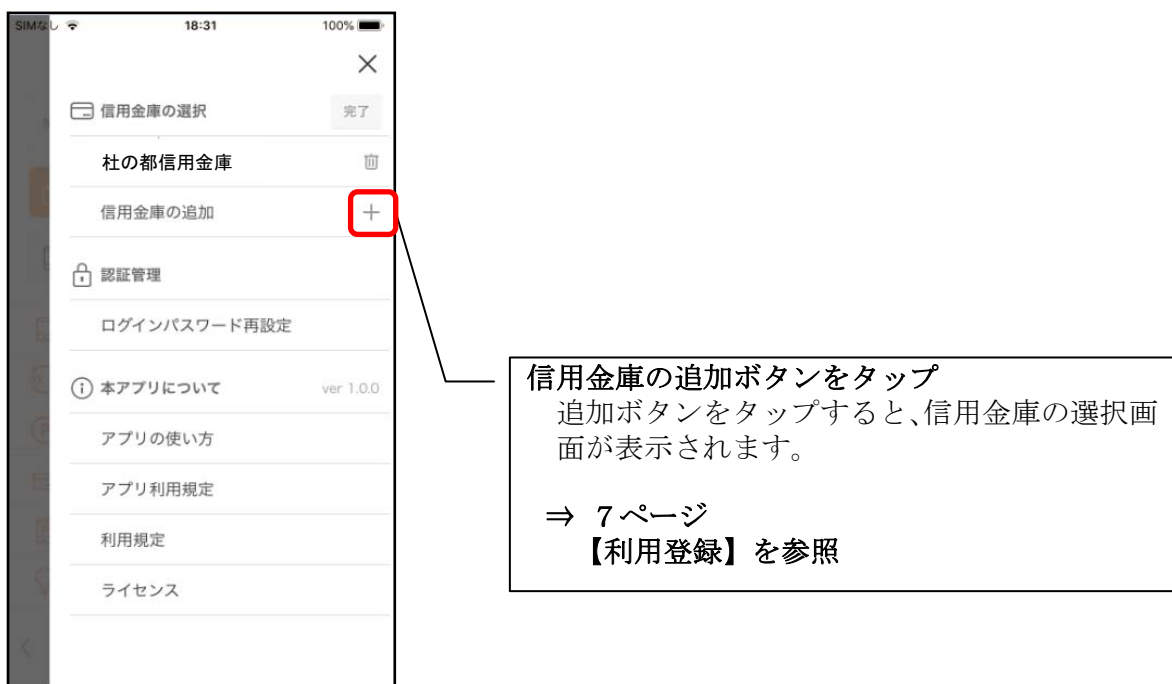 SIMなし 18:31 100%
信用金庫の選択 完了
杜の都信用金庫
信用金庫の追加
認証管理
ログインパスワード再設定
本アプリについて ver 1.0.0
アプリの使い方
アプリ利用規定
利用規定
ライセンス
信用金庫の追加ボタンをタップ
追加ボタンをタップすると、信用金庫の選択画
面が表示されます。
⇒ 7ページ
【利用登録】を参照